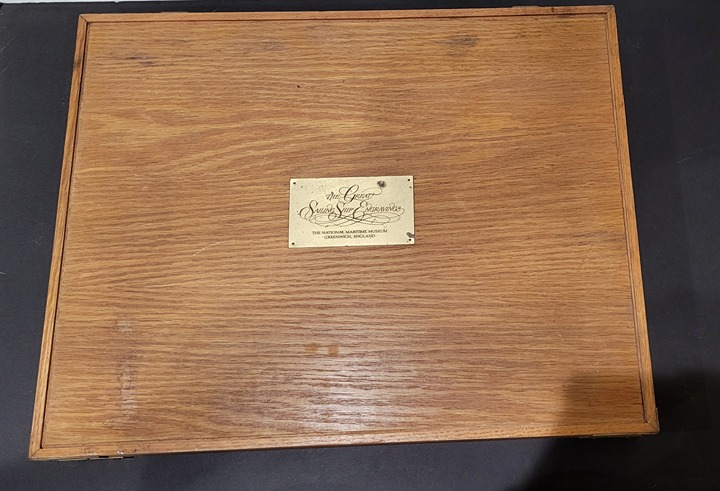 THE GREAT
SAILING SHIP ENGRAVINGS
THE NATIONAL MARITIME MUSEUM
GREENWICH, ENGLAND